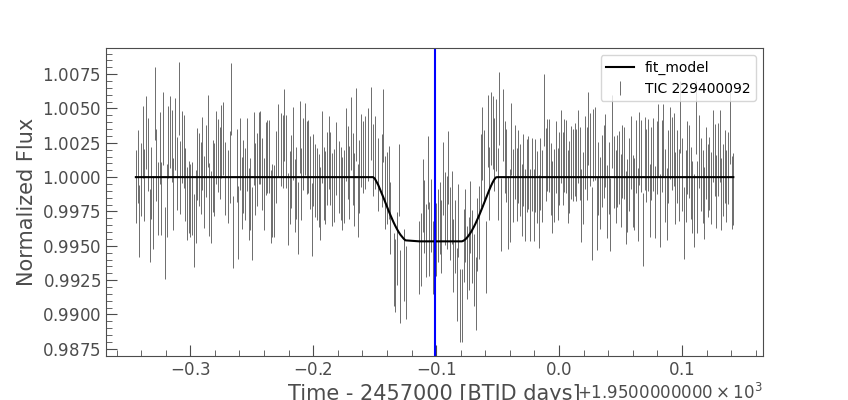 1.0075
1.0050
1.0025
1.0000
0.9975
0.9950
0.9925
0.9900
0.9875
Normalized Flux
fit_model
TIC 229400092
−0.3 −0.2 −0.1 0.0 0.1
Time - 2457000 [BTJD days]
+1.9500000000 × 10³